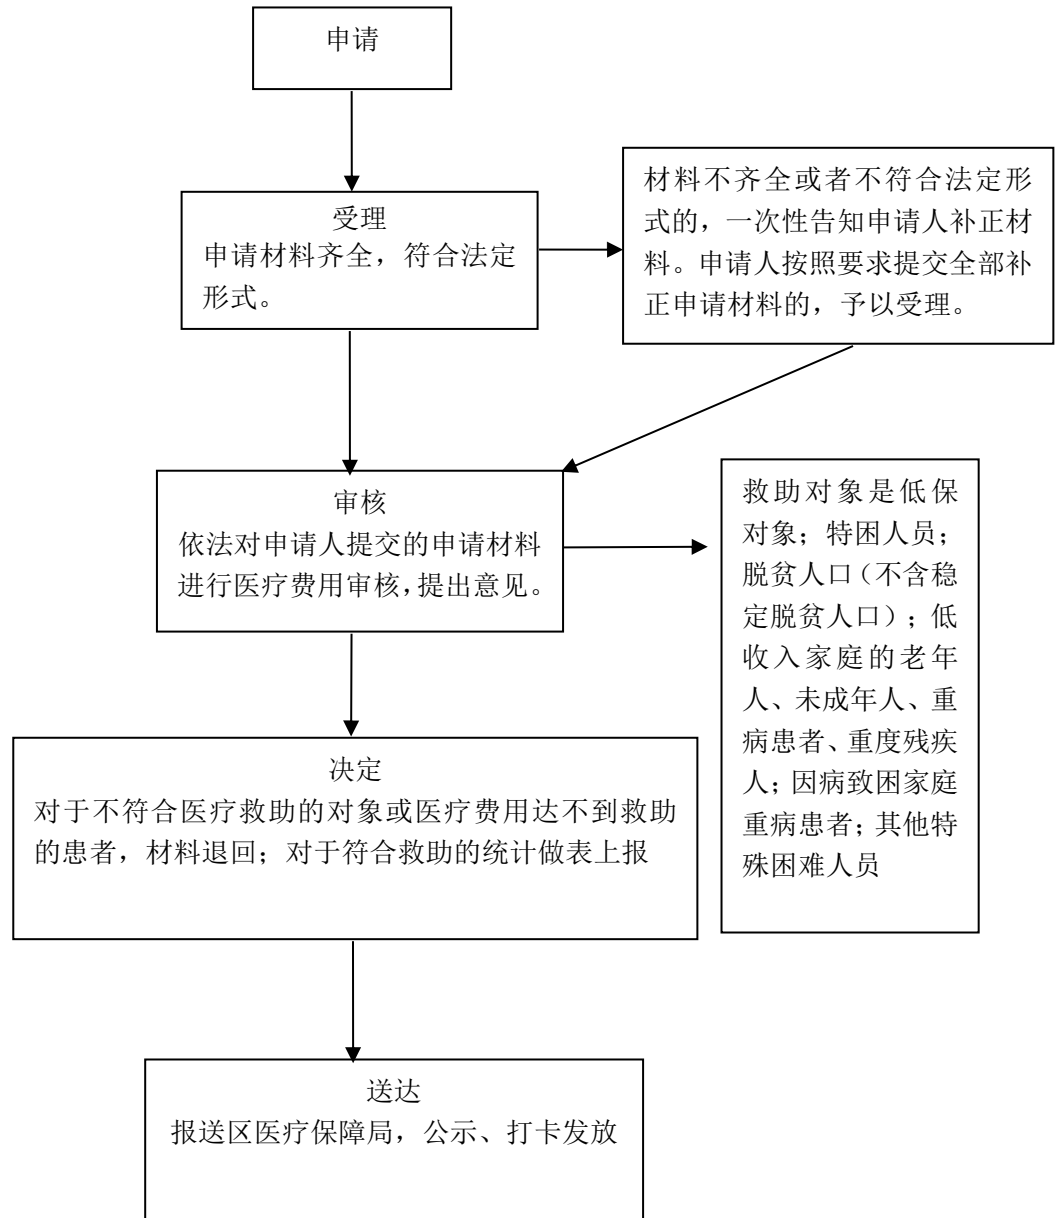 申请
受理
申请材料齐全，符合法定
形式。
材料不齐全或者不符合法定形
式的，一次性告知申请人补正材
料。申请人按照要求提交全部补
正申请材料的，予以受理。
审核
依法对申请人提交的申请材料
进行医疗费用审核，提出意见。
救助对象是低保
对象；特困人员；
脱贫人口（不含稳
定脱贫人口）；低
收入家庭的老年
人、未成年人、重
病患者、重度残疾
人；因病致困家庭
重病患者；其他特
殊困难人员
决定
对于不符合医疗救助的对象或医疗费用达不到救助
的患者，材料退回；对于符合救助的统计做表上报
送达
报送区医疗保障局，公示、打卡发放